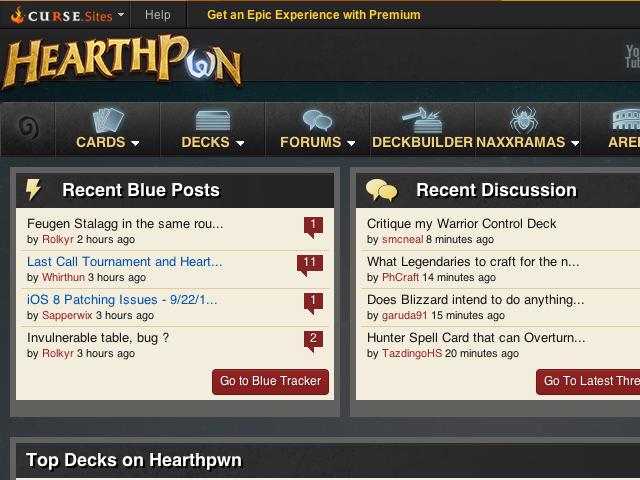 CURSE.Sites Help Get an Epic Experience with Premium
HEARTHPWN
You
Tub
CARDS DECKS FORUMS DECKBUILDER NAXXRAMAS ARE
Recent Blue Posts
Feugen Stalagg in the same rou... 1
by Rolkyr 2 hours ago
Last Call Tournament and Heart... 11
by Whirthun 3 hours ago
iOS 8 Patching Issues - 9/22/1... 1
by Sapperwix 3 hours ago
Invulnerable table, bug ? 2
by Rolkyr 3 hours ago
Go to Blue Tracker
Recent Discussion
Critique my Warrior Control Deck
by smcneal 8 minutes ago
What Legendaries to craft for the n...
by PhCraft 14 minutes ago
Does Blizzard intend to do anything...
by garuda91 15 minutes ago
Hunter Spell Card that can Overturn...
by TazdingoHS 20 minutes ago
Go To Latest Thre
Top Decks on Hearthpwn